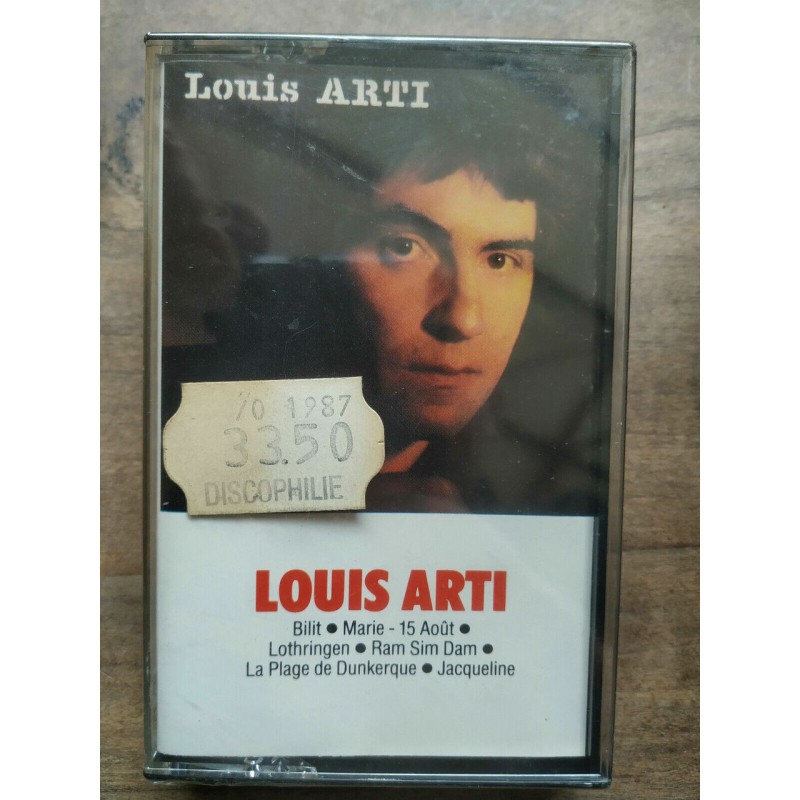 Louis ARTI
/0 1987
33.50
DISCOPHILIE
LOUIS ARTI
Bilit ● Marie - 15 Août ●
Lothringen ● Ram Sim Dam ●
La Plage de Dunkerque ● Jacqueline